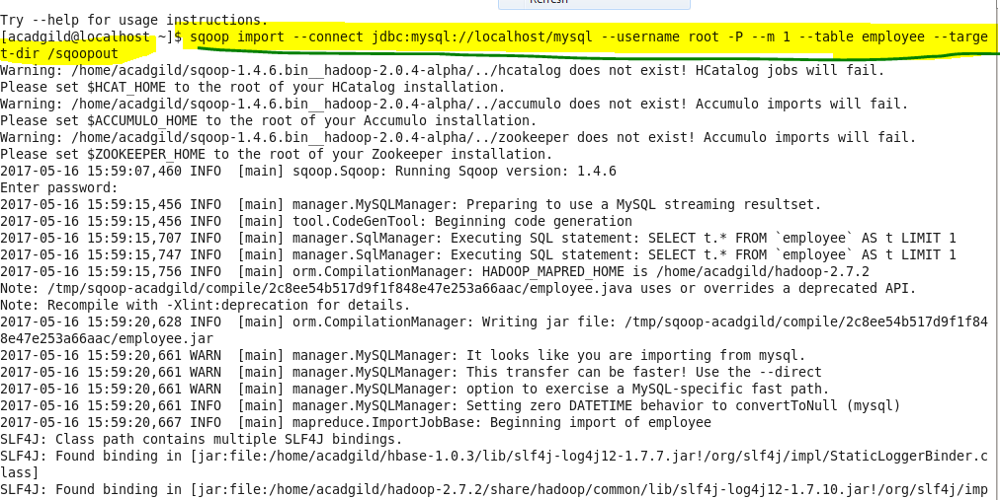 Refresh
Try --help for usage instructions.
[acadgild@localhost ~]$ sqoop import --connect jdbc:mysql://localhost/mysql --username root -P --m 1 --table employee --targe
t-dir /sqoopout
Warning: /home/acadgild/sqoop-1.4.6.bin__hadoop-2.0.4-alpha/../hcatalog does not exist! HCatalog jobs will fail.
Please set $HCAT_HOME to the root of your HCatalog installation.
Warning: /home/acadgild/sqoop-1.4.6.bin__hadoop-2.0.4-alpha/../accumulo does not exist! Accumulo imports will fail.
Please set $ACCUMULO_HOME to the root of your Accumulo installation.
Warning: /home/acadgild/sqoop-1.4.6.bin__hadoop-2.0.4-alpha/../zookeeper does not exist! Accumulo imports will fail.
Please set $ZOOKEEPER_HOME to the root of your Zookeeper installation.
2017-05-16 15:59:07,460 INFO  [main] sqoop.Sqoop: Running Sqoop version: 1.4.6
Enter password:
2017-05-16 15:59:15,456 INFO  [main] manager.MySQLManager: Preparing to use a MySQL streaming resultset.
2017-05-16 15:59:15,456 INFO  [main] tool.CodeGenTool: Beginning code generation
2017-05-16 15:59:15,707 INFO  [main] manager.SqlManager: Executing SQL statement: SELECT t.* FROM `employee` AS t LIMIT 1
2017-05-16 15:59:15,747 INFO  [main] manager.SqlManager: Executing SQL statement: SELECT t.* FROM `employee` AS t LIMIT 1
2017-05-16 15:59:15,756 INFO  [main] orm.CompilationManager: HADOOP_MAPRED_HOME is /home/acadgild/hadoop-2.7.2
Note: /tmp/sqoop-acadgild/compile/2c8ee54b517d9f1f848e47e253a66aac/employee.java uses or overrides a deprecated API.
Note: Recompile with -Xlint:deprecation for details.
2017-05-16 15:59:20,628 INFO  [main] orm.CompilationManager: Writing jar file: /tmp/sqoop-acadgild/compile/2c8ee54b517d9f1f84
8e47e253a66aac/employee.jar
2017-05-16 15:59:20,661 WARN  [main] manager.MySQLManager: It looks like you are importing from mysql.
2017-05-16 15:59:20,661 WARN  [main] manager.MySQLManager: This transfer can be faster! Use the --direct
2017-05-16 15:59:20,661 WARN  [main] manager.MySQLManager: option to exercise a MySQL-specific fast path.
2017-05-16 15:59:20,661 INFO  [main] manager.MySQLManager: Setting zero DATETIME behavior to convertToNull (mysql)
2017-05-16 15:59:20,667 INFO  [main] mapreduce.ImportJobBase: Beginning import of employee
SLF4J: Class path contains multiple SLF4J bindings.
SLF4J: Found binding in [jar:file:/home/acadgild/hbase-1.0.3/lib/slf4j-log4j12-1.7.7.jar!/org/slf4j/impl/StaticLoggerBinder.c
lass]
SLF4J: Found binding in [jar:file:/home/acadgild/hadoop-2.7.2/share/hadoop/common/lib/slf4j-log4j12-1.7.10.jar!/org/slf4j/imp